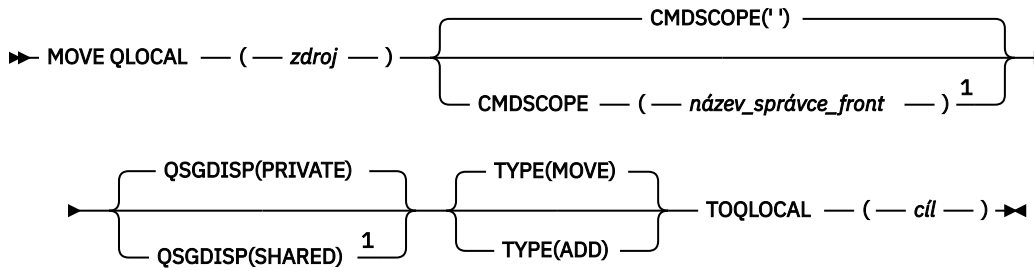 CMDSCOPE(' ')
MOVE QLOCAL ( zdroj )
CMDSCOPE ( název_správce_front ) 1
QSGDISP(PRIVATE) TYPE(MOVE)
TOQLOCAL ( cíl )
QSGDISP(SHARED) 1 TYPE(ADD)